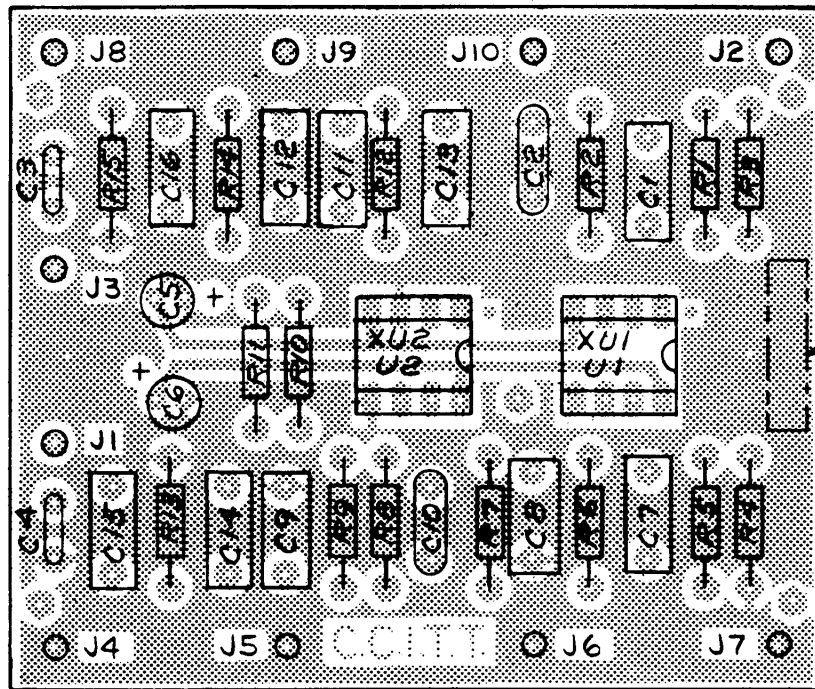 J8 J9 J10 J2
C3 R15 C16 R14 C12 C11 R12 C13 C2 R2 C1 R1 R3
J3 C5 +
R11 R10 XU2 XU1
U2 U1
+ C6
J1
C4 C15 R13 C14 C9 R9 R8 C10 R7 C8 R6 C7 R5 R4
J4 J5 C.C.I.T.T. J6 J7